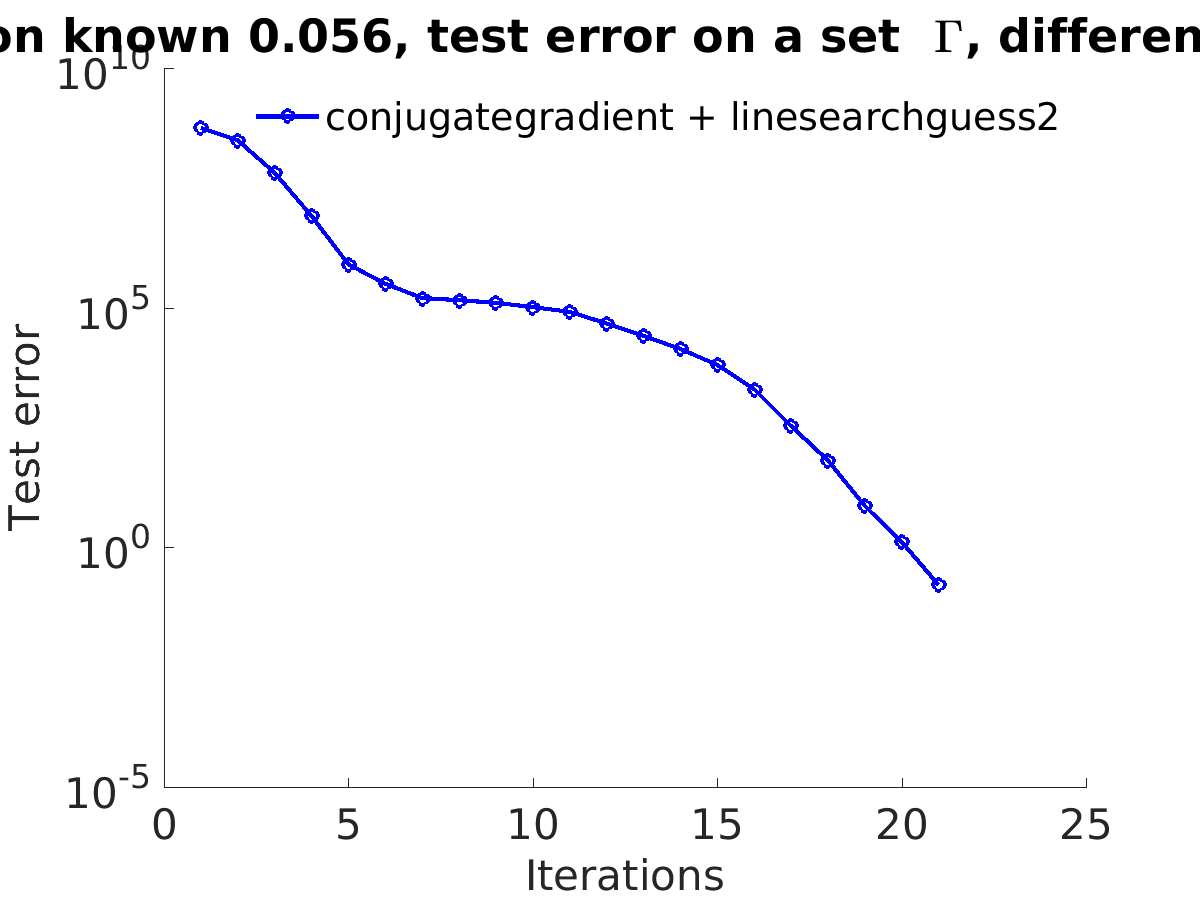 on known 0.056, test error on a set Γ, differen
10^10
conjugategradient + linesearchguess2
10^5
10^0
10^-5
Test error
0 5 10 15 20 25
Iterations